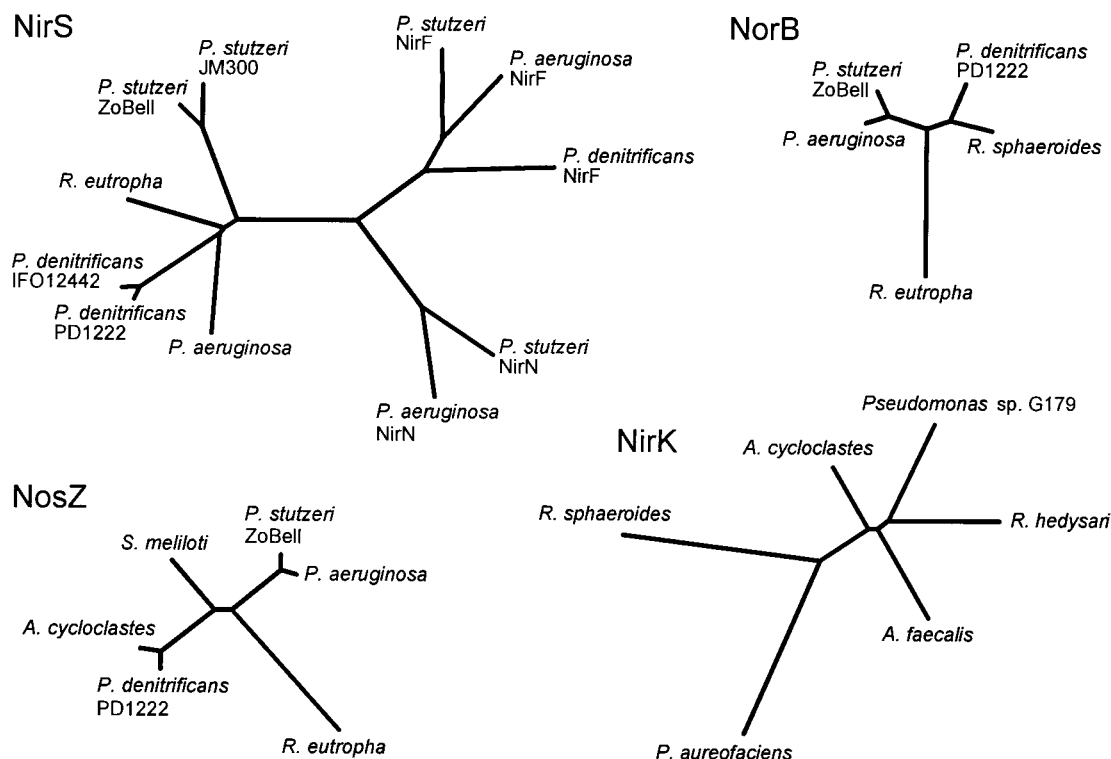 NirS
P. stutzeri
JM300
P. stutzeri
ZoBell
R. eutropha
P. denitrificans
IFO12442
P. denitrificans
PD1222
P. aeruginosa
P. stutzeri
NirF
P. aeruginosa
NirF
P. denitrificans
NirF
P. stutzeri
NirN
P. aeruginosa
NirN
NorB
P. stutzeri
ZoBell
P. denitrificans
PD1222
P. aeruginosa
R. sphaeroides
R. eutropha
NosZ
P. stutzeri
ZoBell
S. meliloti
P. aeruginosa
A. cycloclastes
P. denitrificans
PD1222
R. eutropha
NirK
Pseudomonas sp. G179
A. cycloclastes
R. sphaeroides
R. hedysari
A. faecalis
P. aureofaciens